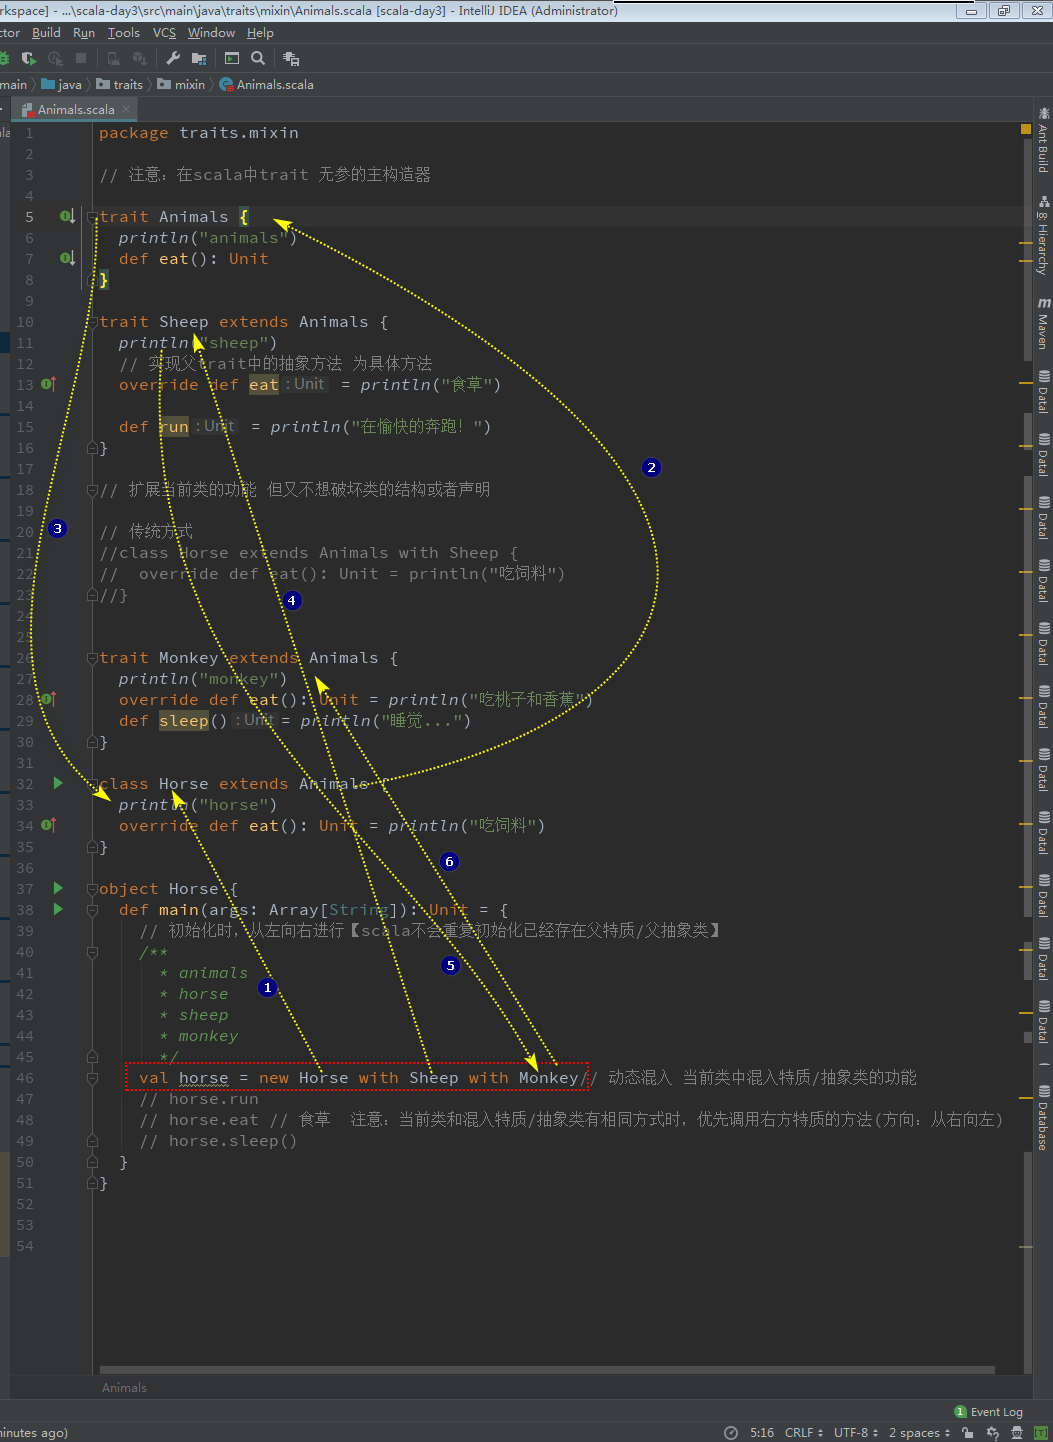 rkspace] - ...\scala-day3\src\main\java\traits\mixin\Animals.scala [scala-day3] - IntelliJ IDEA (Administrator)
ctor Build Run Tools VCS Window Help
main java traits mixin Animals.scala
Animals.scala
1 package traits.mixin
2
3 // 注意：在scala中trait 无参的主构造器
4
5 trait Animals {
6 println("animals")
7 def eat(): Unit
8 }
9
10 trait Sheep extends Animals {
11 println("sheep")
12 // 实现父trait中的抽象方法 为具体方法
13 override def eat : Unit = println("食草")
14
15 def run : Unit = println("在愉快的奔跑！")
16 }
17
18 // 扩展当前类的功能 但又不想破坏类的结构或者声明
19
20 // 传统方式
21 //class Horse extends Animals with Sheep {
22 // override def eat(): Unit = println("吃饲料")
23 //}
24
25
26 trait Monkey extends Animals {
27 println("monkey")
28 override def eat(): Unit = println("吃桃子和香蕉")
29 def sleep() : Unit = println("睡觉...")
30 }
31
32 class Horse extends Animals {
33 println("horse")
34 override def eat(): Unit = println("吃饲料")
35 }
36
37 object Horse {
38 def main(args: Array[String]): Unit = {
39 // 初始化时，从左向右进行【scala不会重复初始化已经存在父特质/父抽象类】
40 /**
41 * animals
42 * horse
43 * sheep
44 * monkey
45 */
46 val horse = new Horse with Sheep with Monkey// 动态混入 当前类中混入特质/抽象类的功能
47 // horse.run
48 // horse.eat // 食草 注意：当前类和混入特质/抽象类有相同方式时，优先调用右方特质的方法(方向：从右向左)
49 // horse.sleep()
50 }
51 }
52
53
54
1
2
3
4
5
6
Ant Build
Hierarchy
Maven
DataI
DataI
DataI
DataI
DataI
DataI
DataI
DataI
DataI
DataI
DataI
Database
Animals
1 Event Log
inutes ago)
5:16 CRLF UTF-8 2 spaces